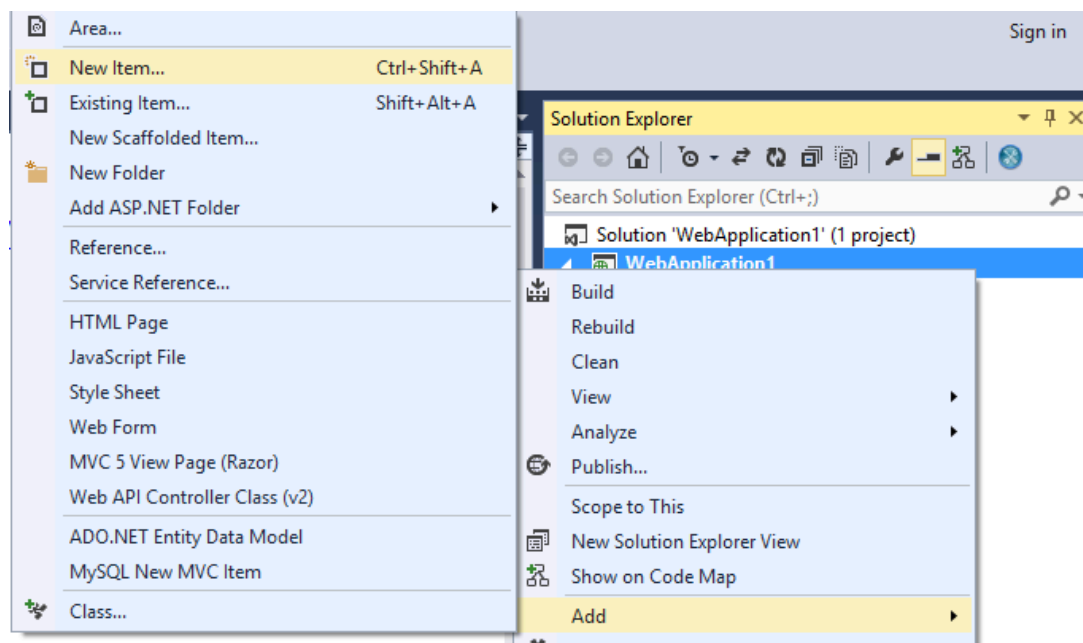 Area...
New Item... Ctrl+Shift+A
Existing Item... Shift+Alt+A
New Scaffolded Item...
New Folder
Add ASP.NET Folder
Reference...
Service Reference...
HTML Page
JavaScript File
Style Sheet
Web Form
MVC 5 View Page (Razor)
Web API Controller Class (v2)
ADO.NET Entity Data Model
MySQL New MVC Item
Class...
Sign in
Solution Explorer
Search Solution Explorer (Ctrl+;)
Solution 'WebApplication1' (1 project)
WebApplication1
Build
Rebuild
Clean
View
Analyze
Publish...
Scope to This
New Solution Explorer View
Show on Code Map
Add